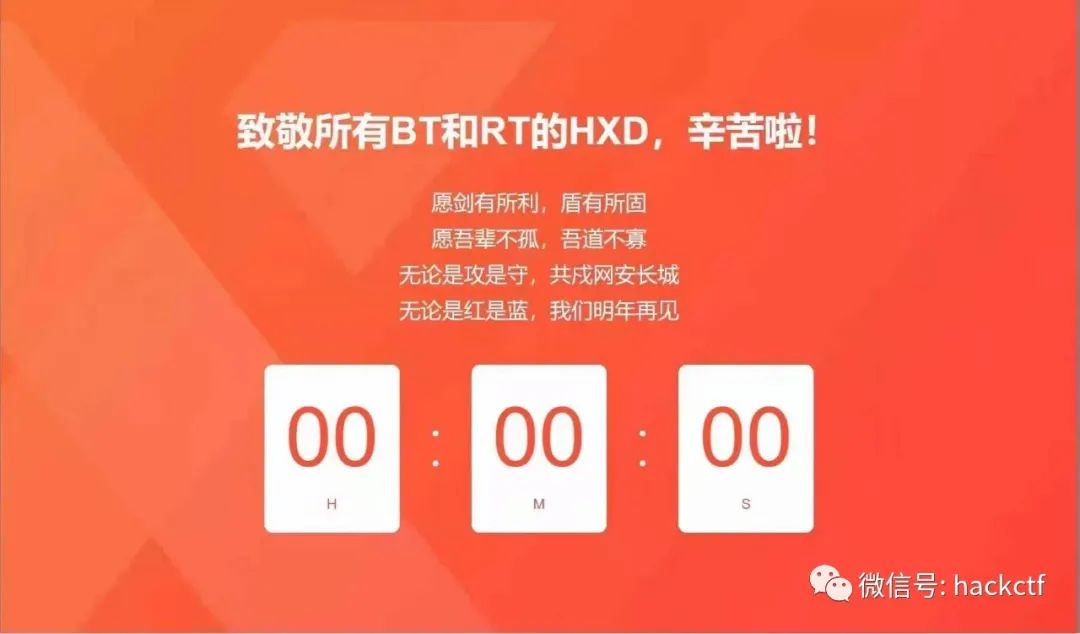 致敬所有BT和RT的HXD，辛苦啦！
愿剑有所利，盾有所固
愿吾辈不孤，吾道不寡
无论是攻是守，共戍网安长城
无论是红是蓝，我们明年再见
00 : 00 : 00
H M S
微信号: hackctf